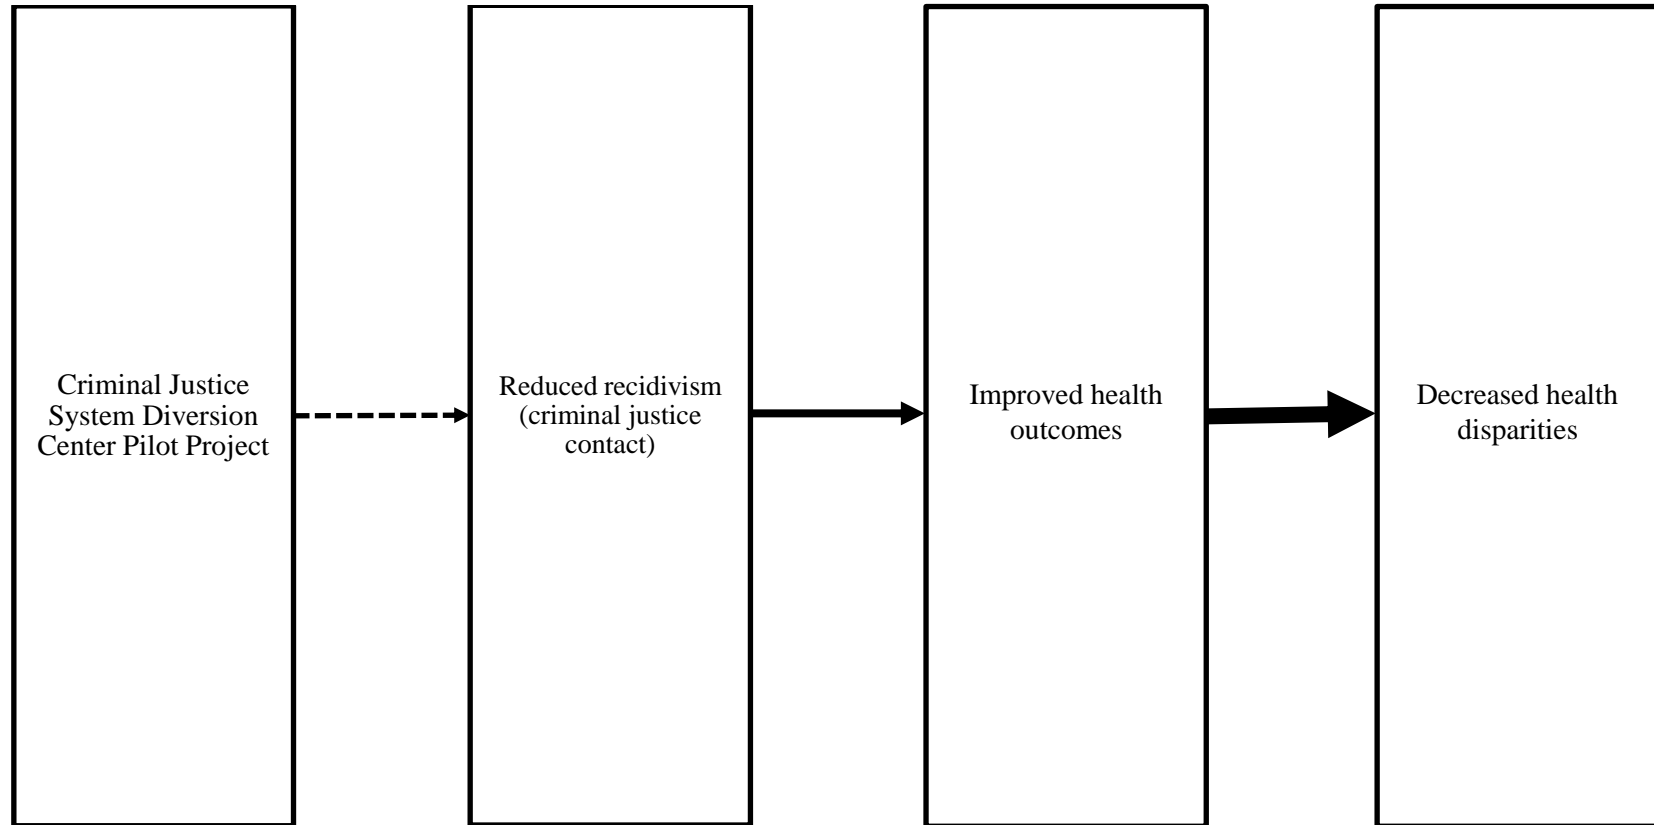 Criminal Justice
System Diversion
Center Pilot Project
Reduced recidivism
(criminal justice
contact)
Improved health
outcomes
Decreased health
disparities